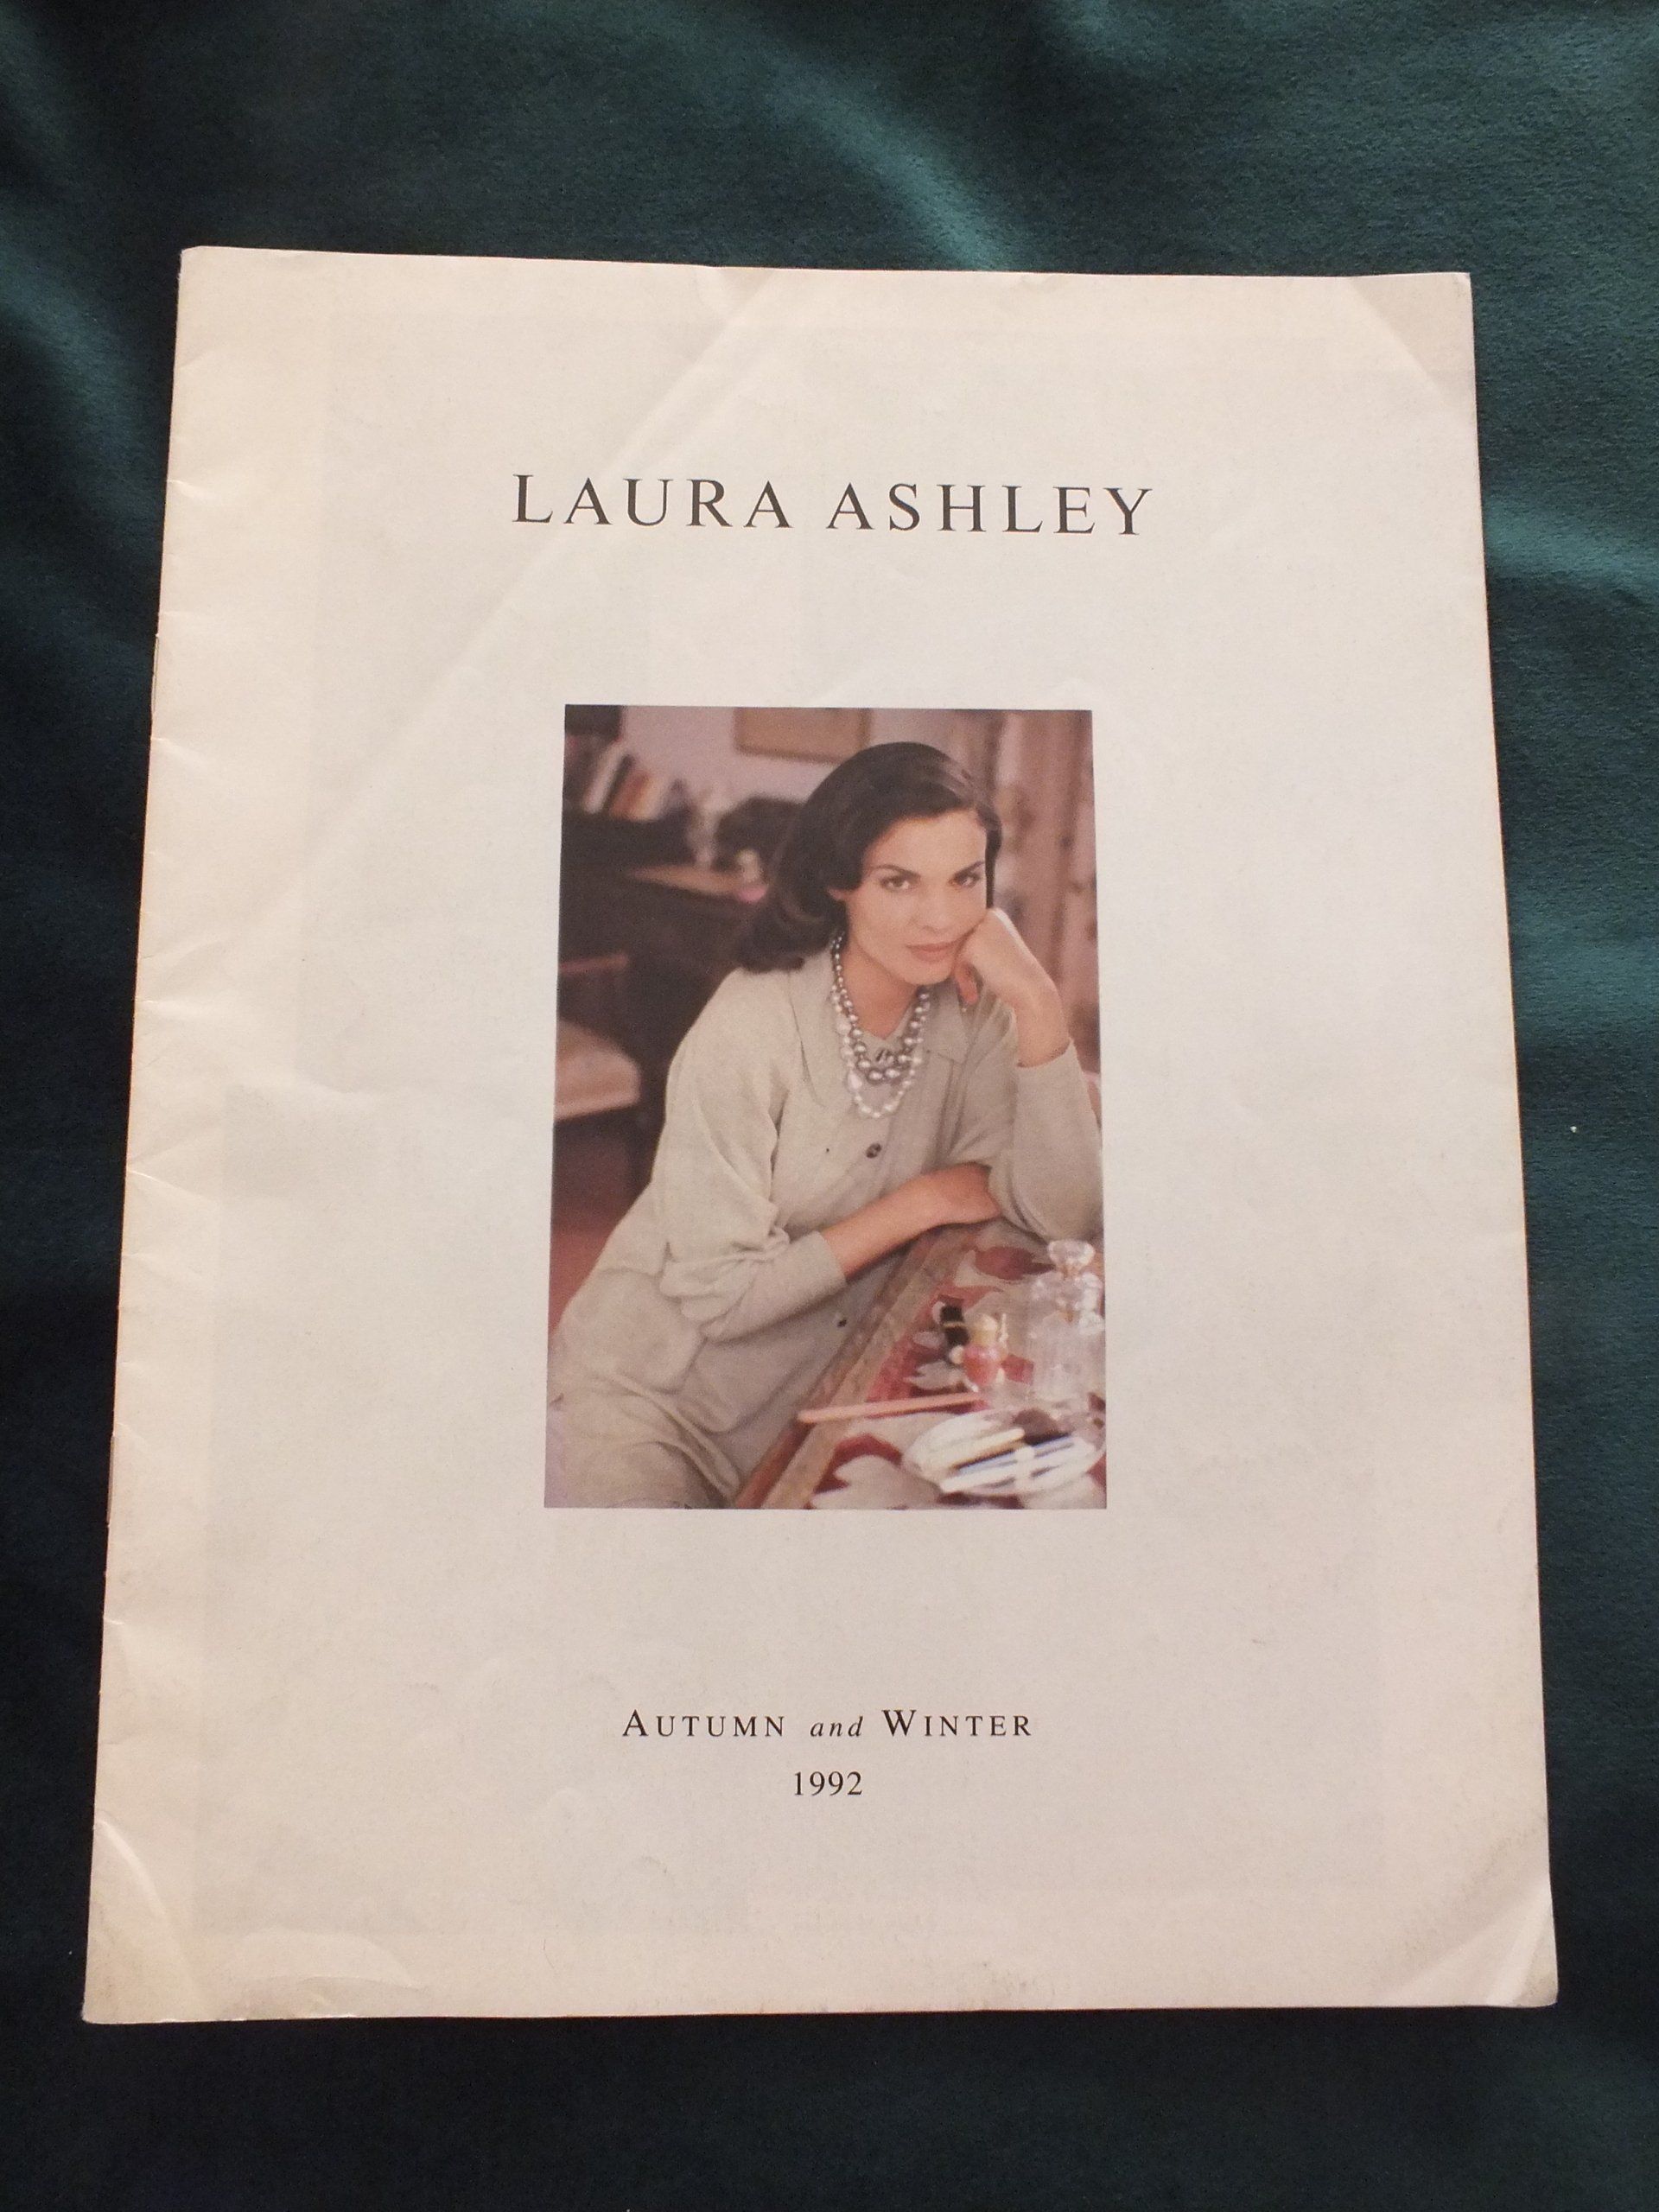 LAURA ASHLEY
AUTUMN and WINTER
1992